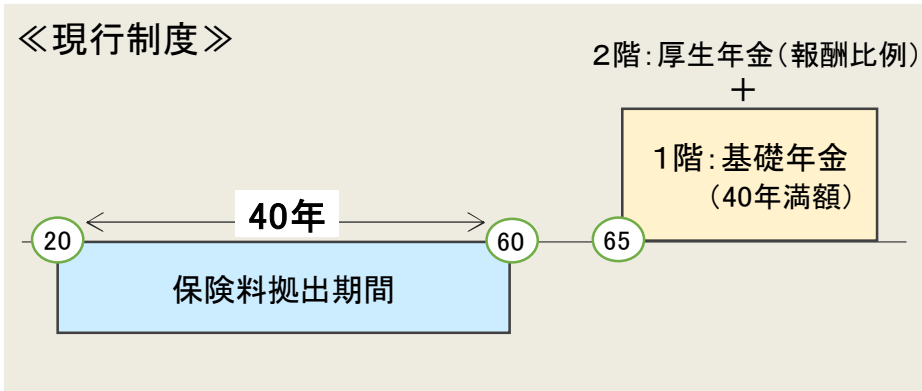 ≪現行制度≫
2階:厚生年金(報酬比例)
+
1階:基礎年金
(40年満額)
40年
20
60
65
保険料拠出期間